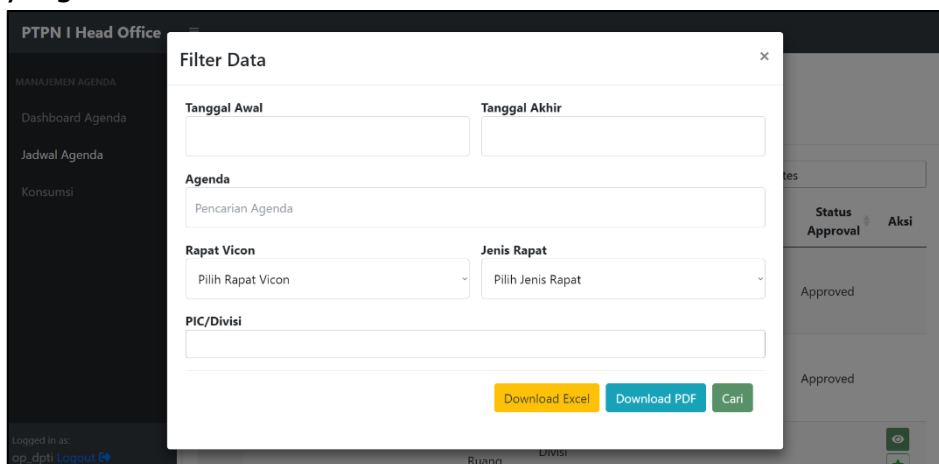 PTPN I Head Office
Filter Data
×
MANAJEMEN AGENDA
Dashboard Agenda
Jadwal Agenda
Konsumsi
Tanggal Awal
Tanggal Akhir
Agenda
Pencarian Agenda
Rapat Vicon
Jenis Rapat
Pilih Rapat Vicon
Pilih Jenis Rapat
PIC/Divisi
Download Excel
Download PDF
Cari
tes
Status Approval
Aksi
Approved
Approved
Logged in as:
op_dpti Logout
Ruang
Divisi